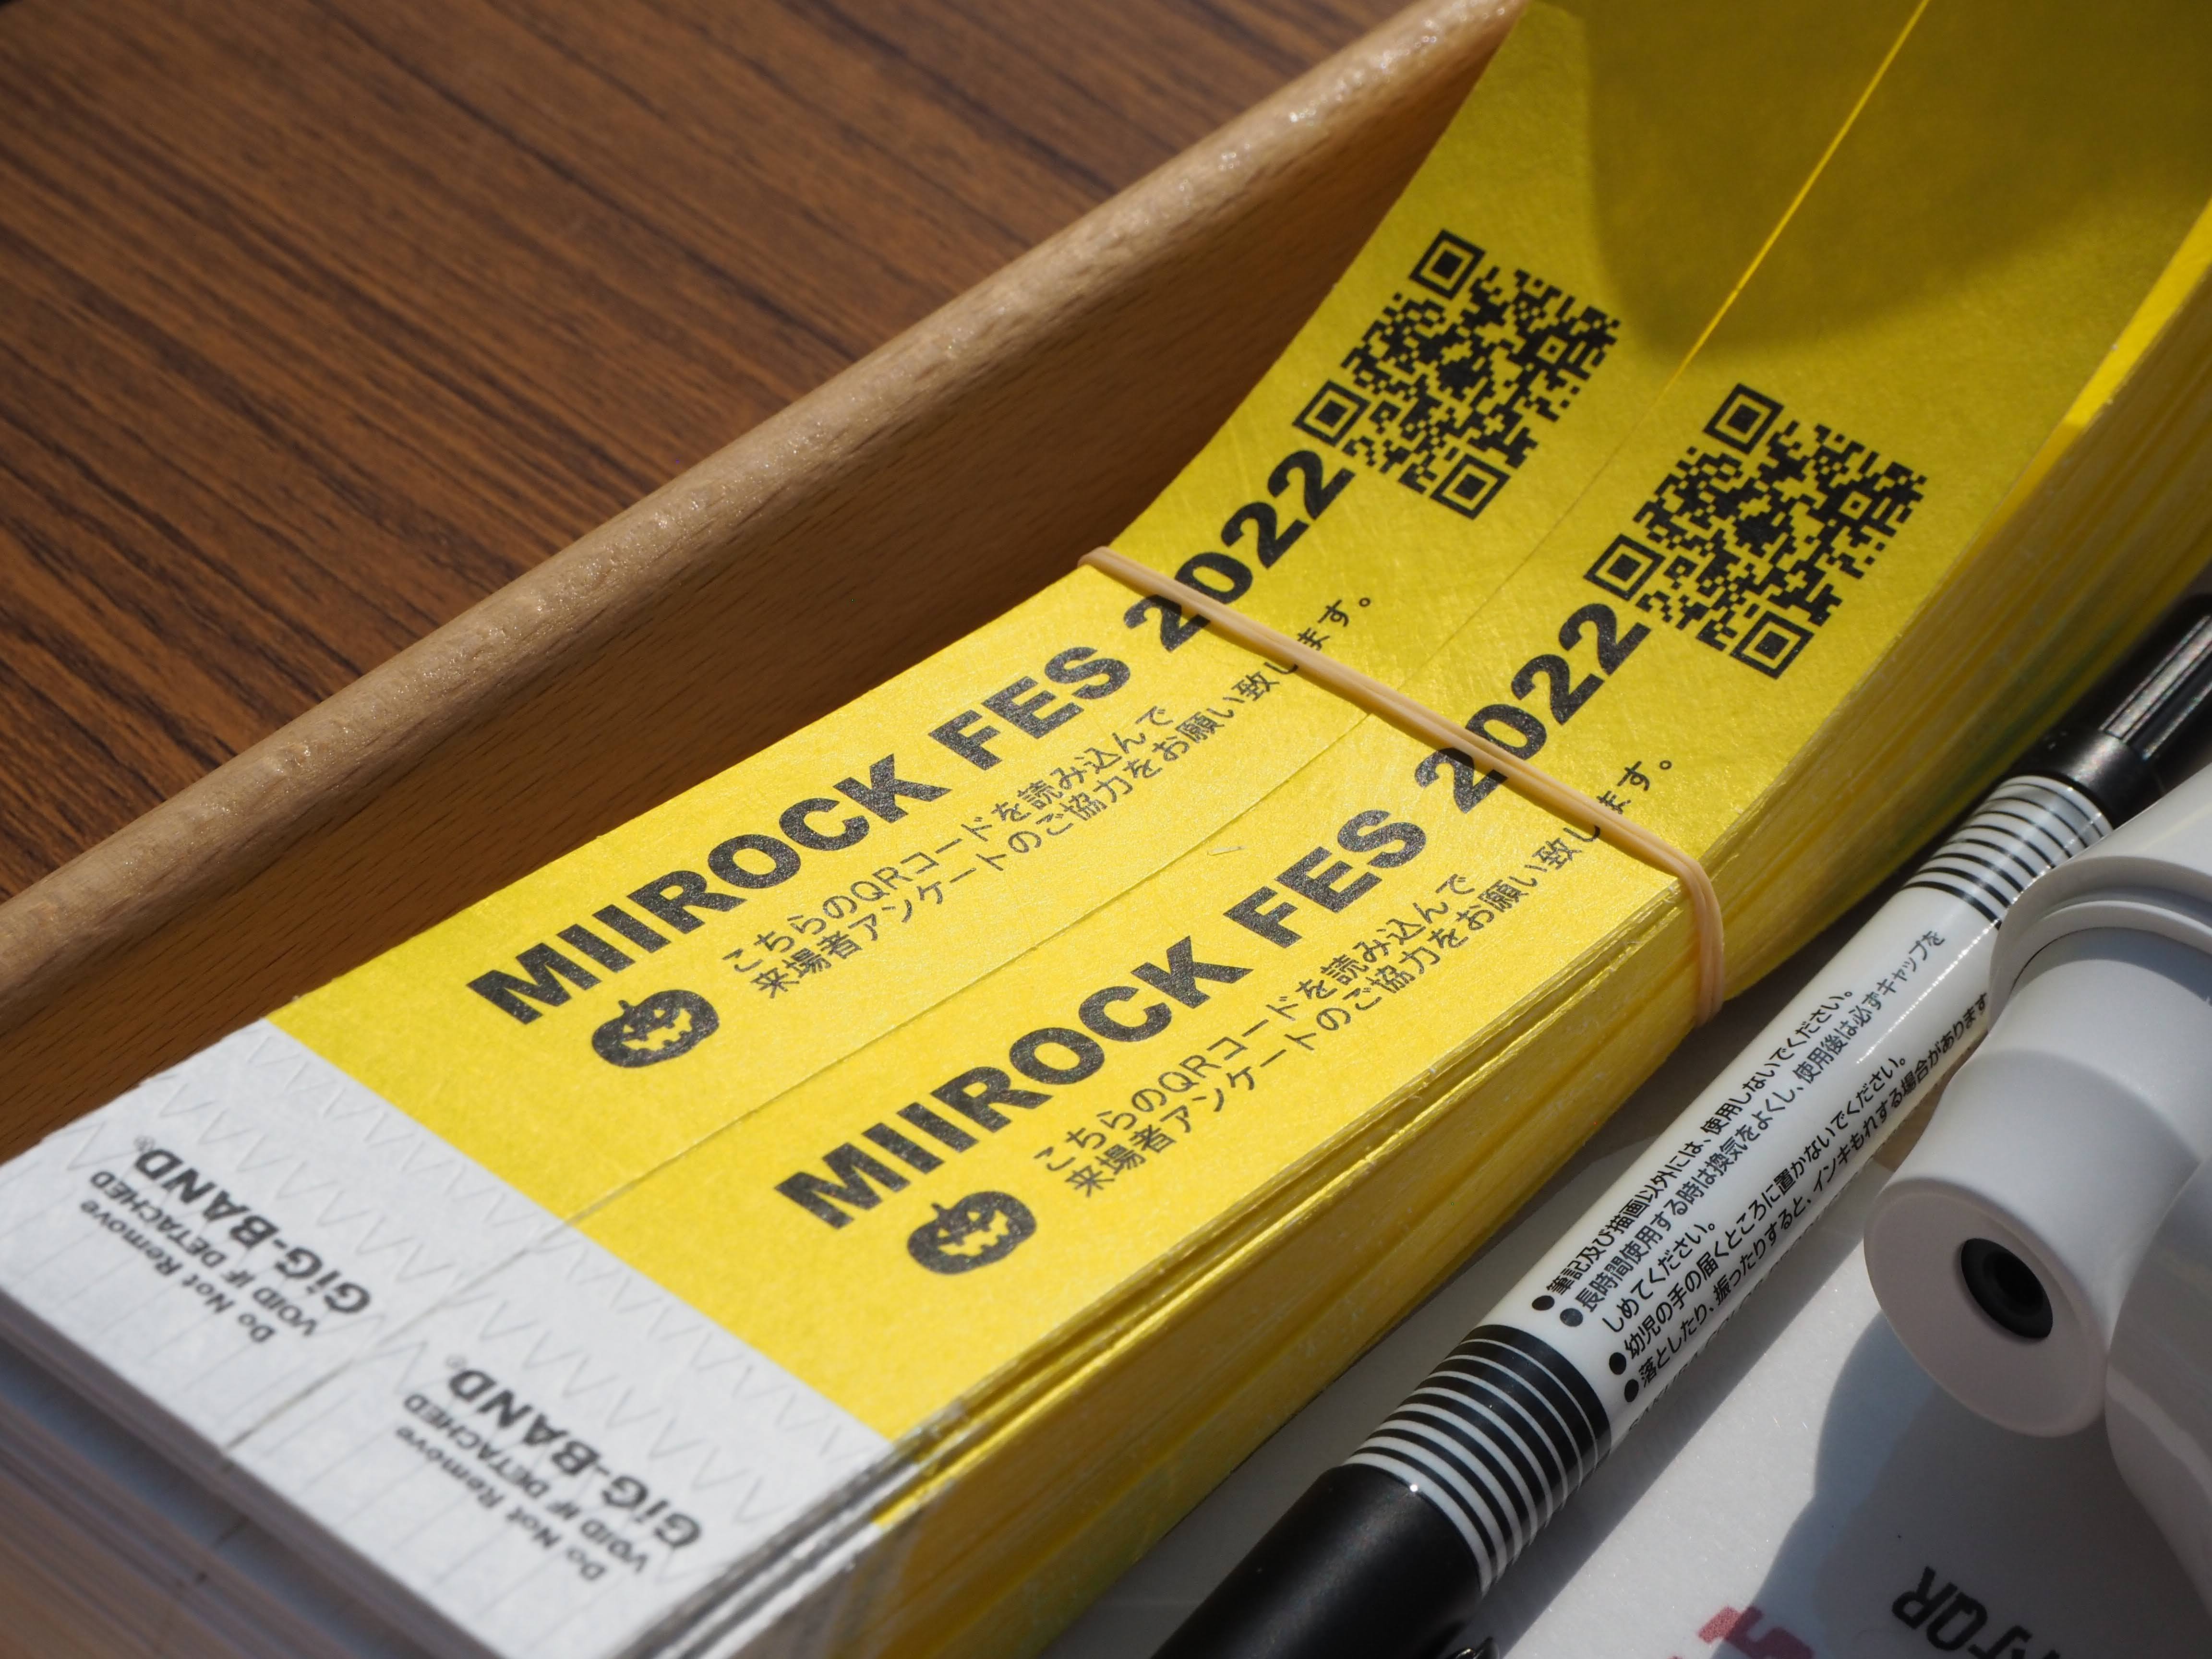 MIIROCK FES 2022
こちらのQRコードを読み込んで
来場者アンケートのご協力をお願い致します。
MIIROCK FES 2022
こちらのQRコードを読み込んで
来場者アンケートのご協力をお願い致します。
GiG-BAND®
VOID IF DETACHED
Do Not Remove
GiG-BAND®
VOID IF DETACHED
Do Not Remove
●筆記及び描画以外には、使用しないでください。
●長時間使用する時は換気をよくし、使用後は必ずキャップを
しめてください。
●幼児の手の届くところに置かないでください。
●落としたり、振ったりすると、インキもれする場合があります
QR